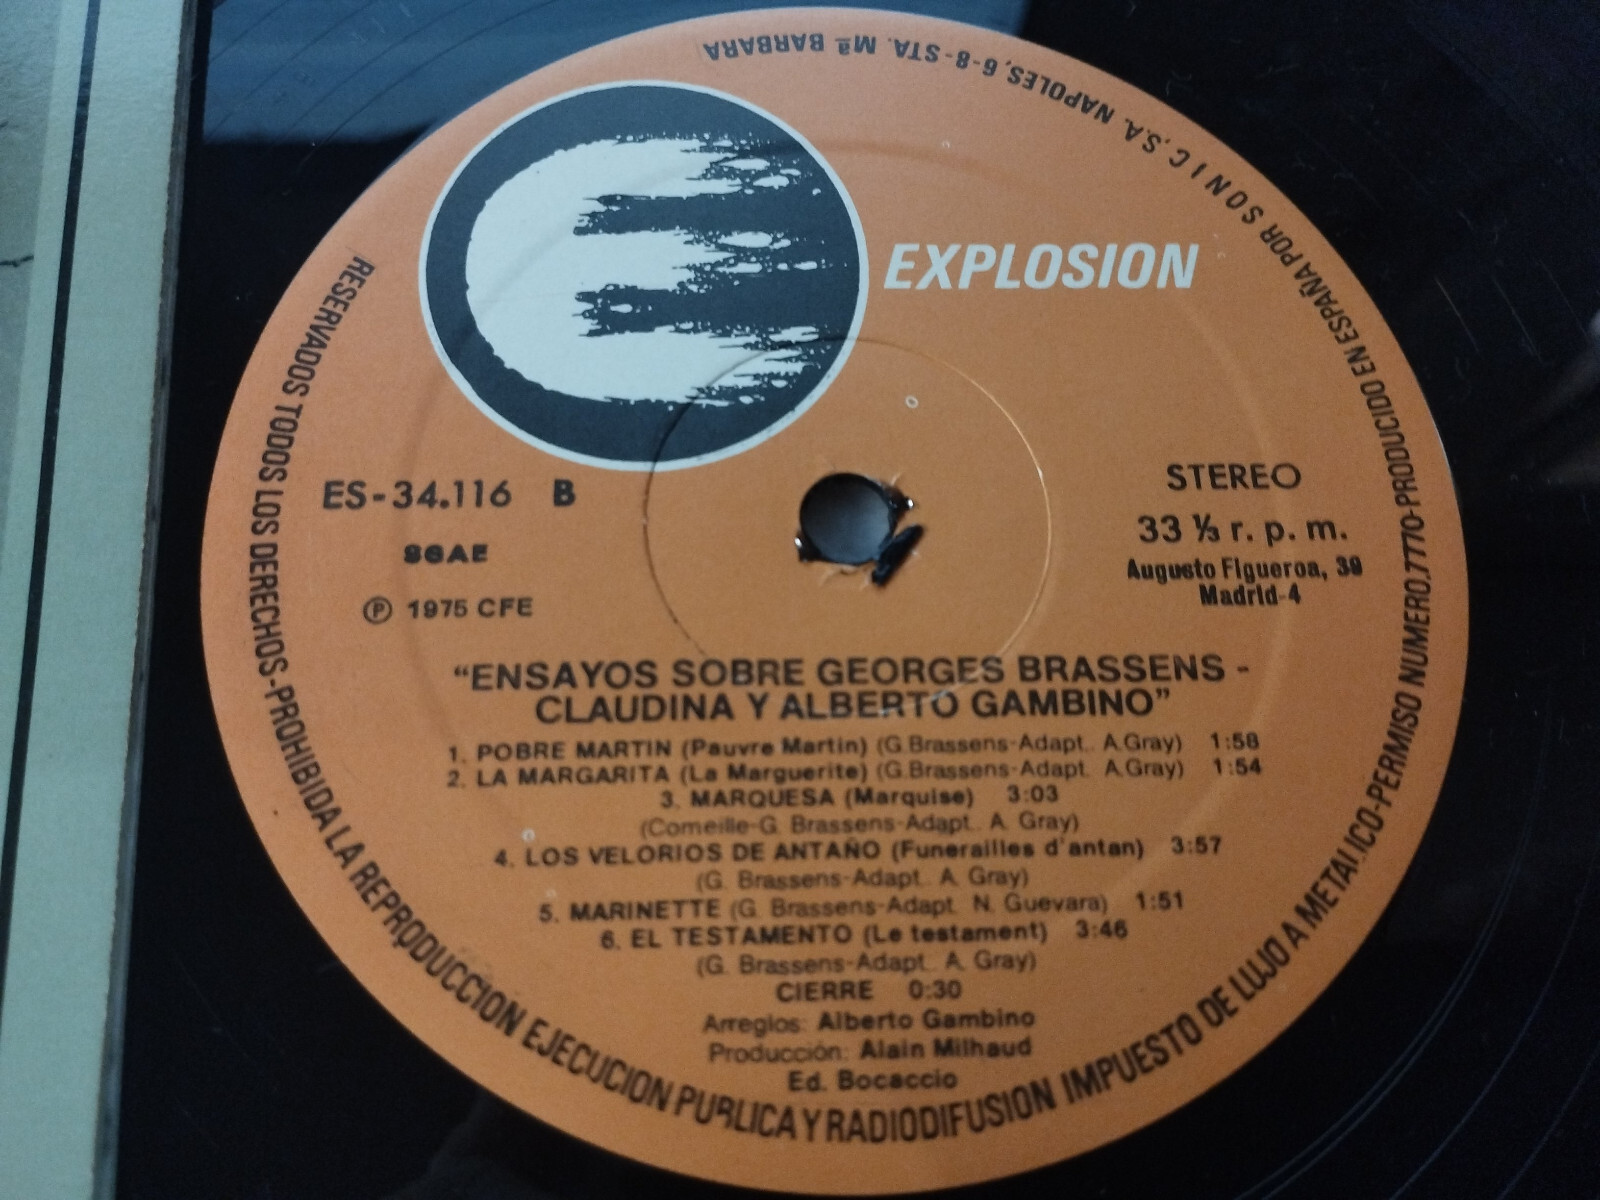 EXPLOSION
ES-34.116 B
SGAE
Ⓟ 1975 CFE
STEREO
33 ⅓ r. p. m.
Augusto Figueroa, 39
Madrid-4
“ENSAYOS SOBRE GEORGES BRASSENS -
CLAUDINA Y ALBERTO GAMBINO”
1. POBRE MARTIN (Pauvre Martin) (G. Brassens-Adapt. A. Gray) 1:58
2. LA MARGARITA (La Marguerite) (G. Brassens-Adapt. A. Gray) 1:54
3. MARQUESA (Marquise) 3:03
(Corneille-G. Brassens-Adapt. A. Gray)
4. LOS VELORIOS DE ANTAÑO (Funerailles d'antan) 3:57
(G. Brassens-Adapt. A. Gray)
5. MARINETTE (G. Brassens-Adapt. N. Guevara) 1:51
6. EL TESTAMENTO (Le testament) 3:46
(G. Brassens-Adapt. A. Gray)
CIERRE 0:30
Arreglos: Alberto Gambino
Producción: Alain Milhaud
Ed. Bocaccio
RESERVADOS TODOS LOS DERECHOS-PROHIBIDA LA REPRODUCCION EJECUCION PUBLICA Y RADIODIFUSION IMPUESTO DE LUJO A METALICO-PERMISO NUMERO,7770-PRODUCIDO EN ESPAÑA POR SONIC, S.A. NAPOLES, 6-8-STA. Mª BARBARA